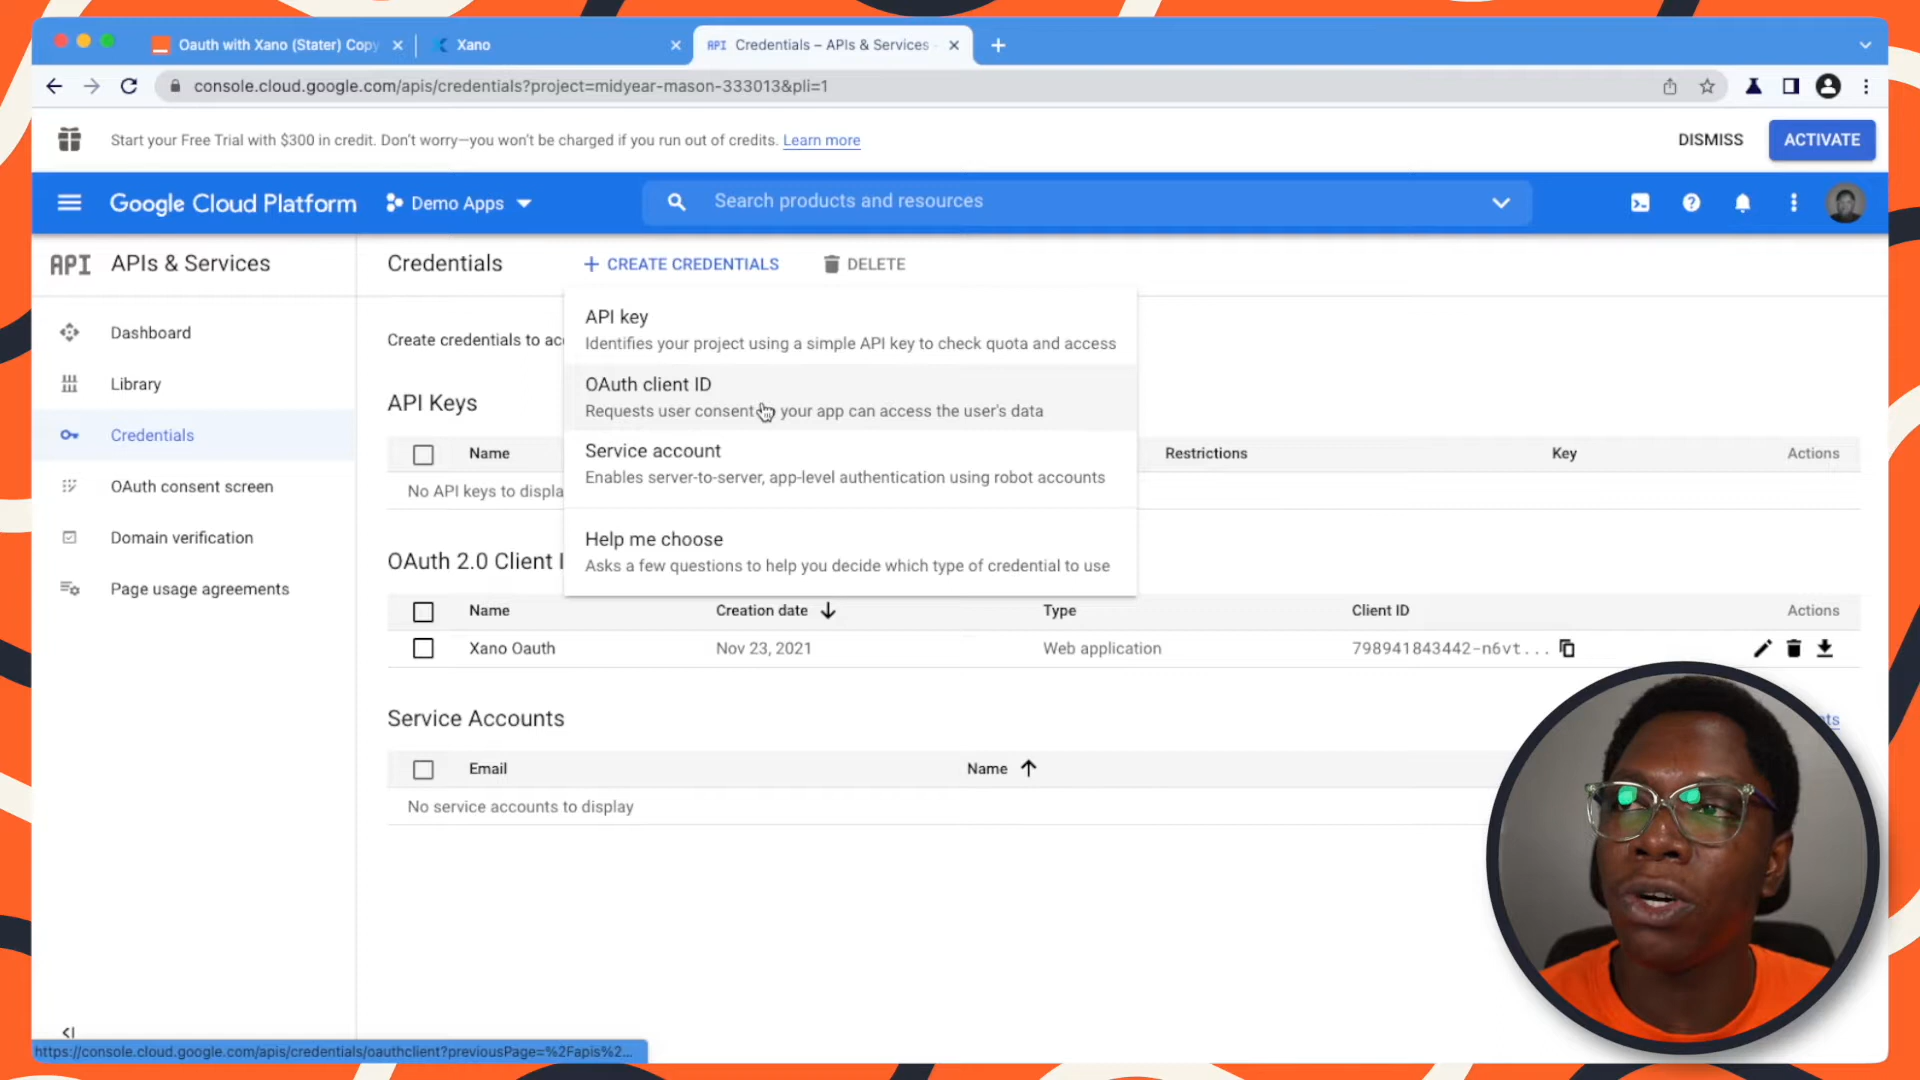 Oauth with Xano (Stater) Copy
Xano
API Credentials – APIs & Services
console.cloud.google.com/apis/credentials?project=midyear-mason-333013&pli=1
Start your Free Trial with $300 in credit. Don't worry—you won't be charged if you run out of credits. Learn more
DISMISS
ACTIVATE
Google Cloud Platform
Demo Apps
Search products and resources
API APIs & Services
Credentials
+ CREATE CREDENTIALS
DELETE
Dashboard
Library
Credentials
OAuth consent screen
Domain verification
Page usage agreements
Create credentials to acc
API key
Identifies your project using a simple API key to check quota and access
OAuth client ID
Requests user consent your app can access the user's data
Service account
Enables server-to-server, app-level authentication using robot accounts
Help me choose
Asks a few questions to help you decide which type of credential to use
API Keys
Name Restrictions Key Actions
No API keys to displa
OAuth 2.0 Client I
Name Creation date Type Client ID Actions
Xano Oauth Nov 23, 2021 Web application 798941843442-n6vt...
Service Accounts
Email Name
No service accounts to display
https://console.cloud.google.com/apis/credentials/oauthclient?previousPage=%2Fapis%2...